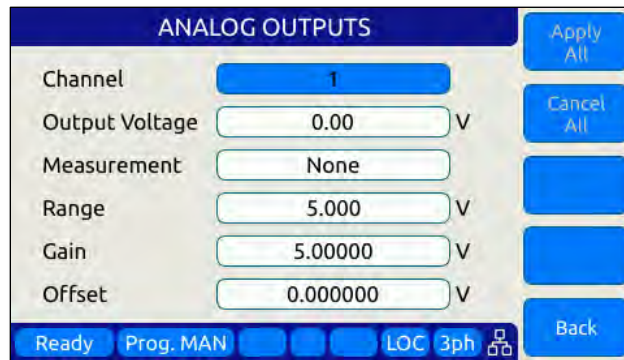 ANALOG OUTPUTS
Apply
All
Channel 1
Cancel
All
Output Voltage 0.00 V
Measurement None
Range 5.000 V
Gain 5.00000 V
Offset 0.000000 V
Back
Ready Prog. MAN LOC 3ph